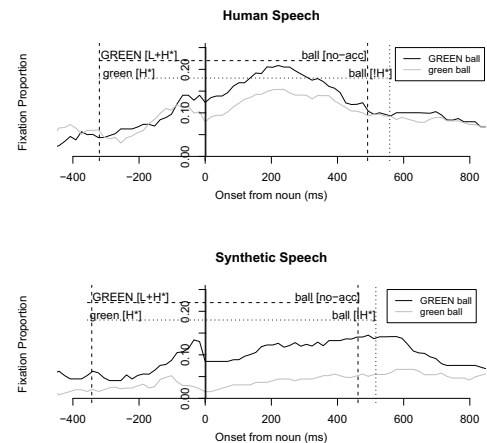 Human Speech
Fixation Proportion
0.00 0.10 0.20
GREEN [L+H*] ball [no−acc]
green [H*] ball [!H*]
GREEN ball
green ball
−400 −200 0 200 400 600 800
Onset from noun (ms)
Synthetic Speech
Fixation Proportion
0.00 0.10 0.20
GREEN [L+H*] ball [no−acc]
green [H*] ball [!H*]
GREEN ball
green ball
−400 −200 0 200 400 600 800
Onset from noun (ms)